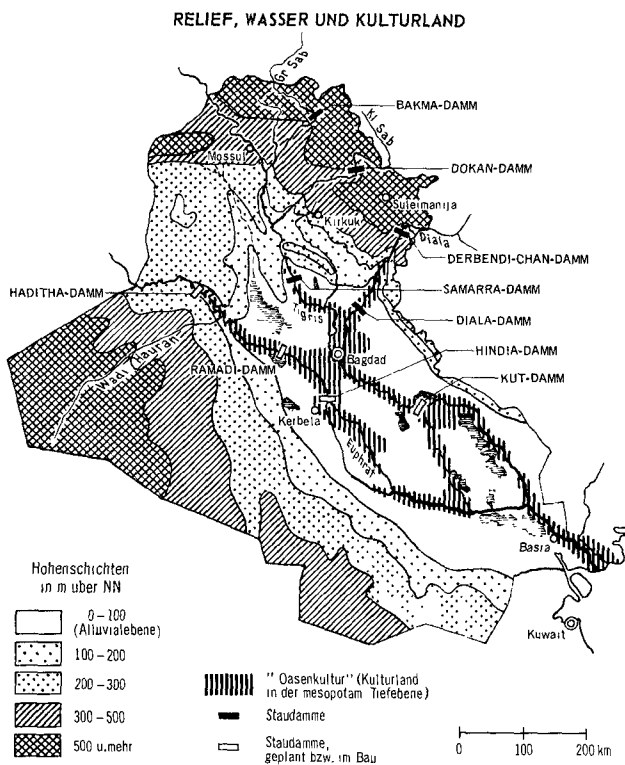 RELIEF, WASSER UND KULTURLAND
Gr Sab
BAKMA-DAMM
Kl Sab
Mossul
DOKAN-DAMM
Suleimanija
Kirkuk
Diala
DERBENDI-CHAN-DAMM
HADITHA-DAMM
SAMARRA-DAMM
Tigris
DIALA-DAMM
Wadi Hauran
HINDIA-DAMM
Bagdad
RAMADI-DAMM
KUT-DAMM
Kerbela
Euphrat
Basra
Kuwait
Hohenschichten
in m uber NN
0-100
(Alluvialebene)
100-200
200-300
300-500
500 u.mehr
" Oasenkultur" (Kulturland
in der mesopotam Tiefebene)
Staudamme
Staudamme,
geplant bzw. im Bau
0 100 200 km